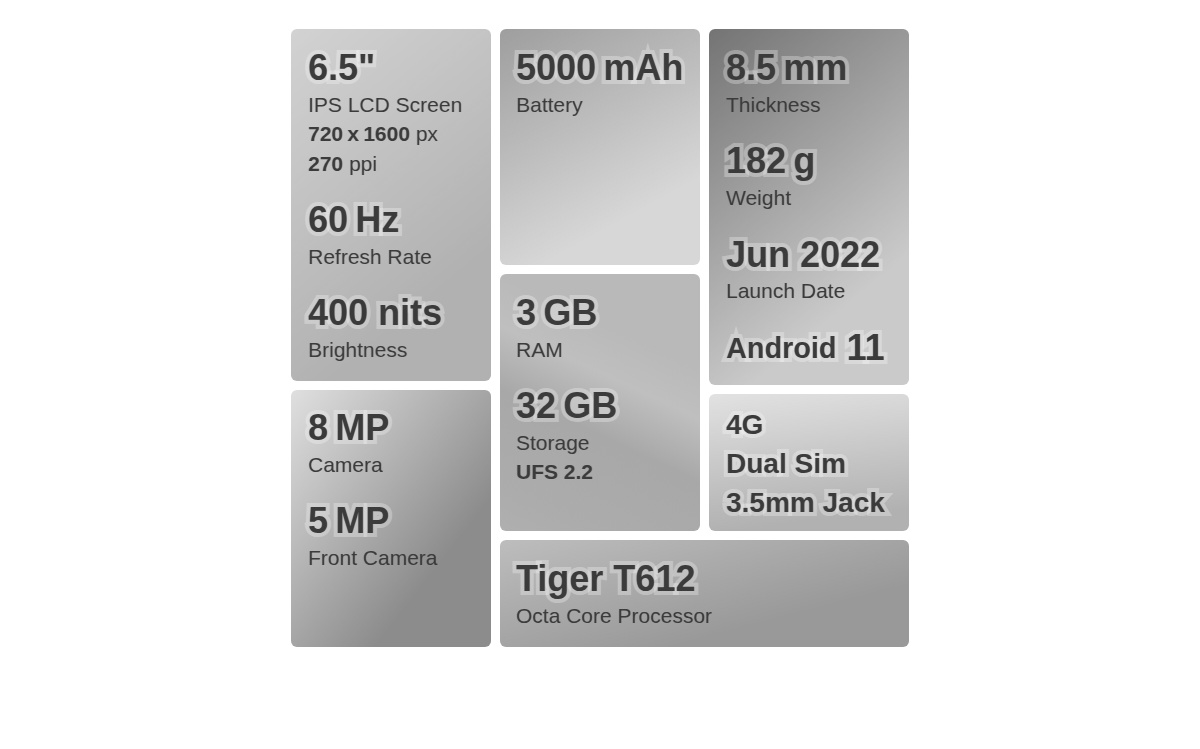 6.5"
IPS LCD Screen
720 x 1600 px
270 ppi
60 Hz
Refresh Rate
400 nits
Brightness
8 MP
Camera
5 MP
Front Camera
5000 mAh
Battery
3 GB
RAM
32 GB
Storage
UFS 2.2
8.5 mm
Thickness
182 g
Weight
Jun 2022
Launch Date
Android 11
4G
Dual Sim
3.5mm Jack
Tiger T612
Octa Core Processor